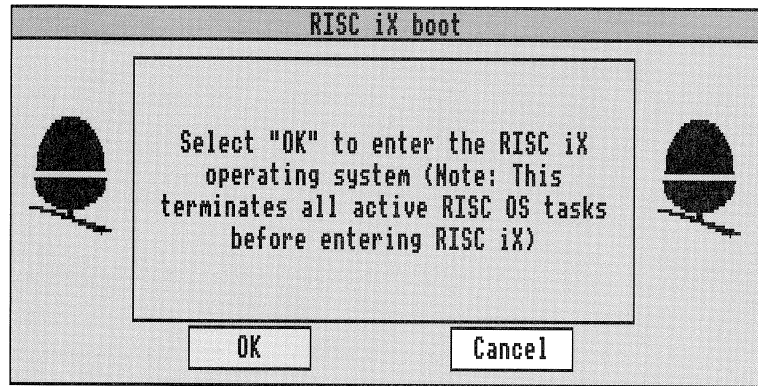 RISC iX boot
Select "OK" to enter the RISC iX
operating system (Note: This
terminates all active RISC OS tasks
before entering RISC iX)
OK
Cancel